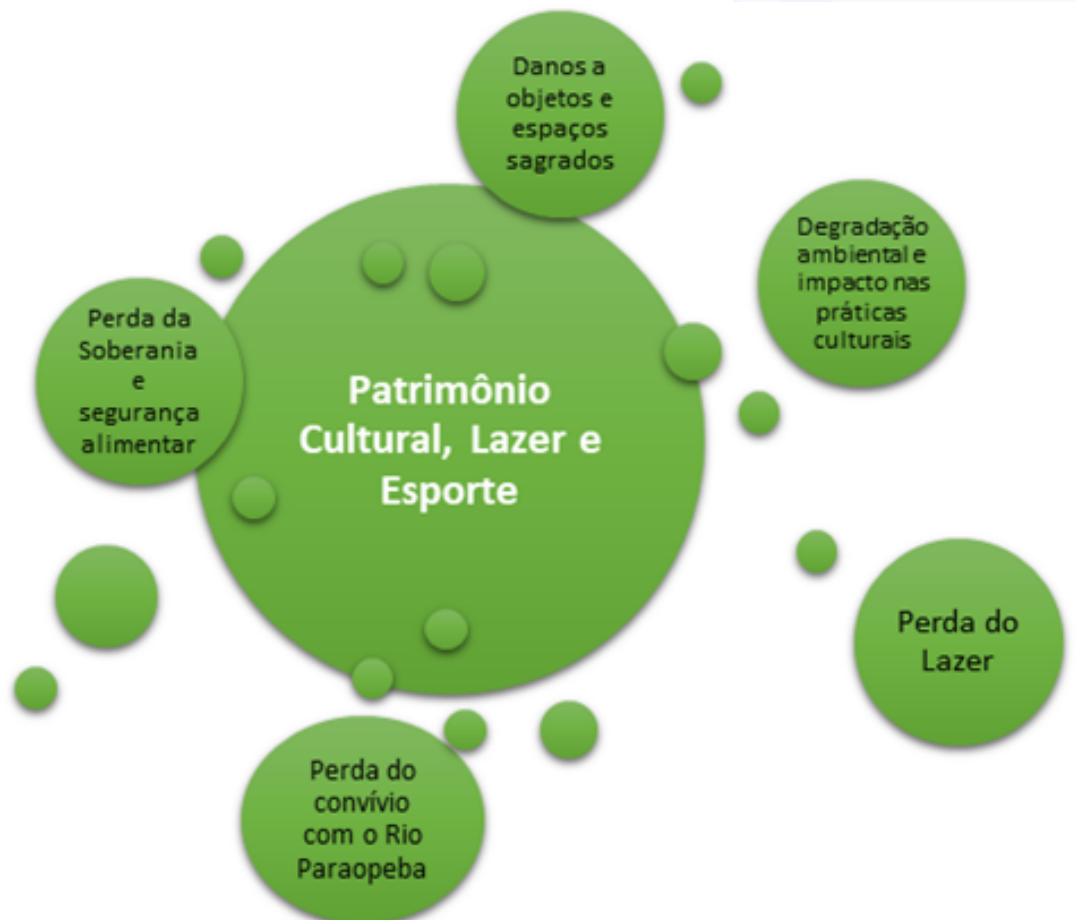 Danos a
objetos e
espaços
sagrados
Degradação
ambiental e
impacto nas
práticas
culturais
Perda da
Soberania
e
segurança
alimentar
Patrimônio
Cultural, Lazer e
Esporte
Perda do
Lazer
Perda do
convívio
com o Rio
Paraopeba